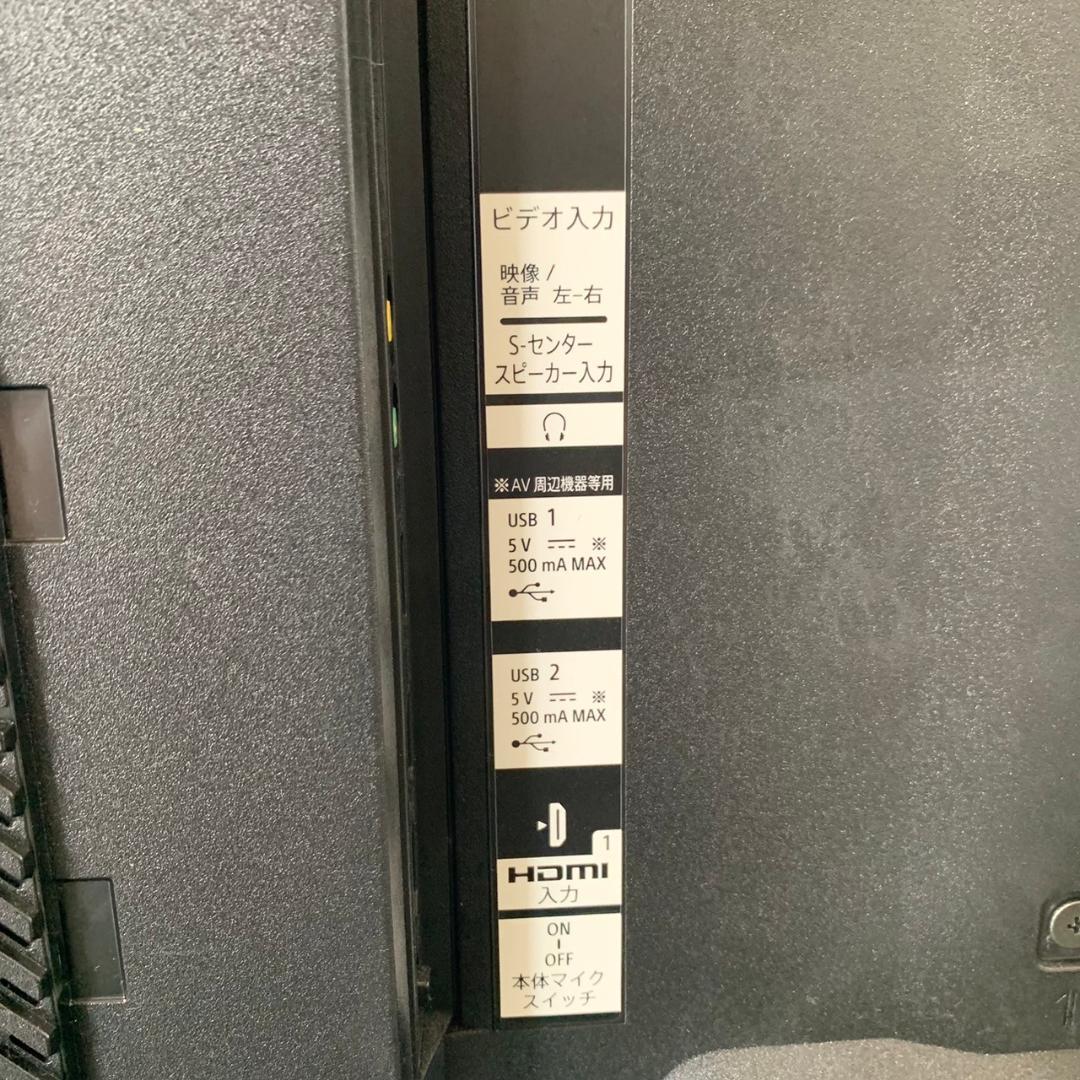 ビデオ入力
映像 /
音声 左-右
S-センター
スピーカー入力
※AV 周辺機器等用
USB 1
5 V ※
500 mA MAX
USB 2
5 V ※
500 mA MAX
1
HDMI
入力
ON
OFF
本体マイク
スイッチ